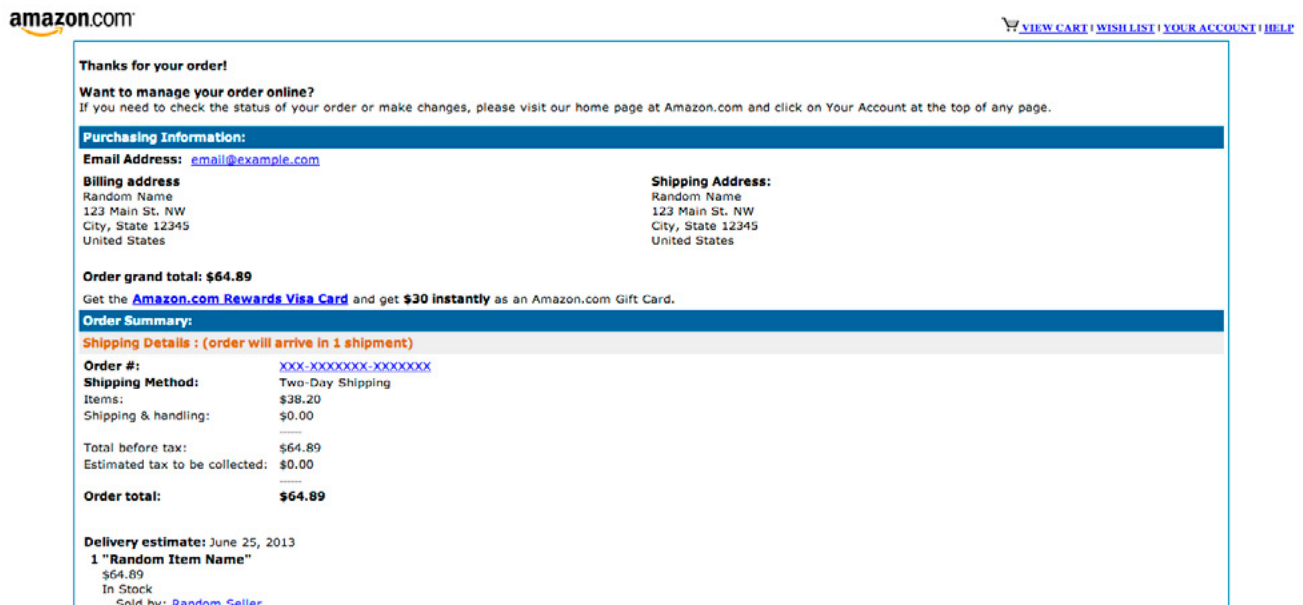 amazon.com
VIEW CART | WISH LIST | YOUR ACCOUNT | HELP
Thanks for your order!
Want to manage your order online?
If you need to check the status of your order or make changes, please visit our home page at Amazon.com and click on Your Account at the top of any page.
Purchasing Information:
Email Address: email@example.com
Billing address
Random Name
123 Main St. NW
City, State 12345
United States
Shipping Address:
Random Name
123 Main St. NW
City, State 12345
United States
Order grand total: $64.89
Get the Amazon.com Rewards Visa Card and get $30 instantly as an Amazon.com Gift Card.
Order Summary:
Shipping Details : (order will arrive in 1 shipment)
Order #: XXX-XXXXXXX-XXXXXXX
Shipping Method: Two-Day Shipping
Items: $38.20
Shipping & handling: $0.00
------
Total before tax: $64.89
Estimated tax to be collected: $0.00
------
Order total: $64.89
Delivery estimate: June 25, 2013
1 "Random Item Name"
$64.89
In Stock
Sold by: Random Seller